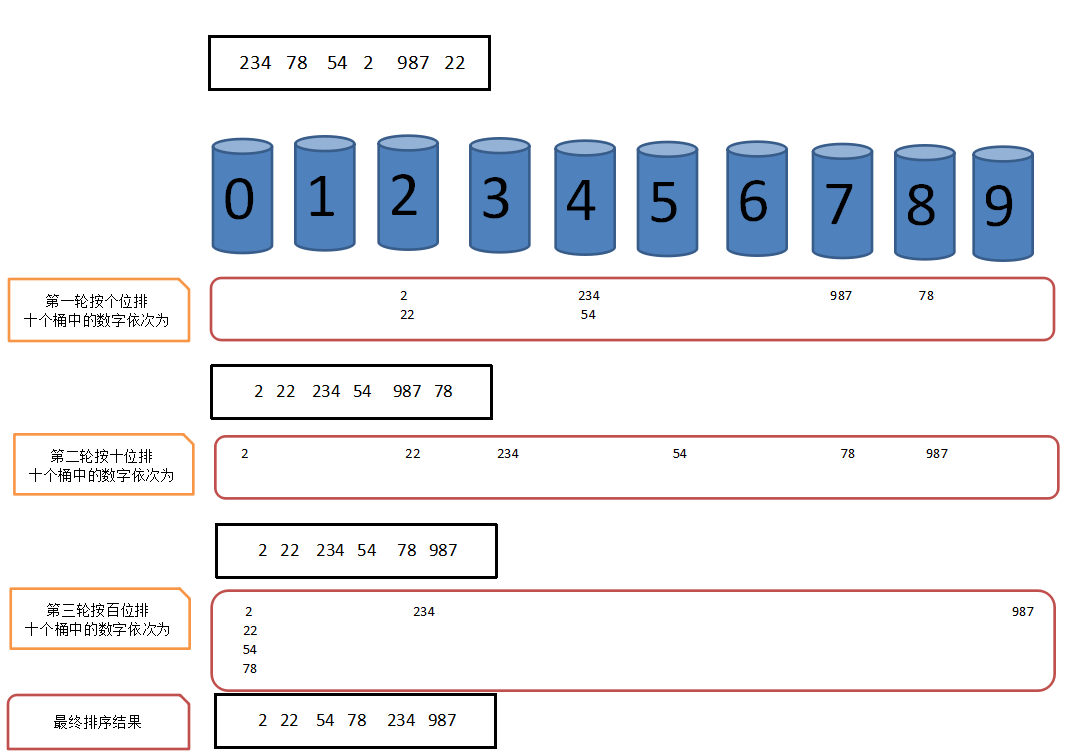 234 78 54 2 987 22
0 1 2 3 4 5 6 7 8 9
第一轮按个位排
十个桶中的数字依次为
2 234 987 78
22 54
2 22 234 54 987 78
第二轮按十位排
十个桶中的数字依次为
2 22 234 54 78 987
2 22 234 54 78 987
第三轮按百位排
十个桶中的数字依次为
2 234 987
22
54
78
最终排序结果
2 22 54 78 234 987